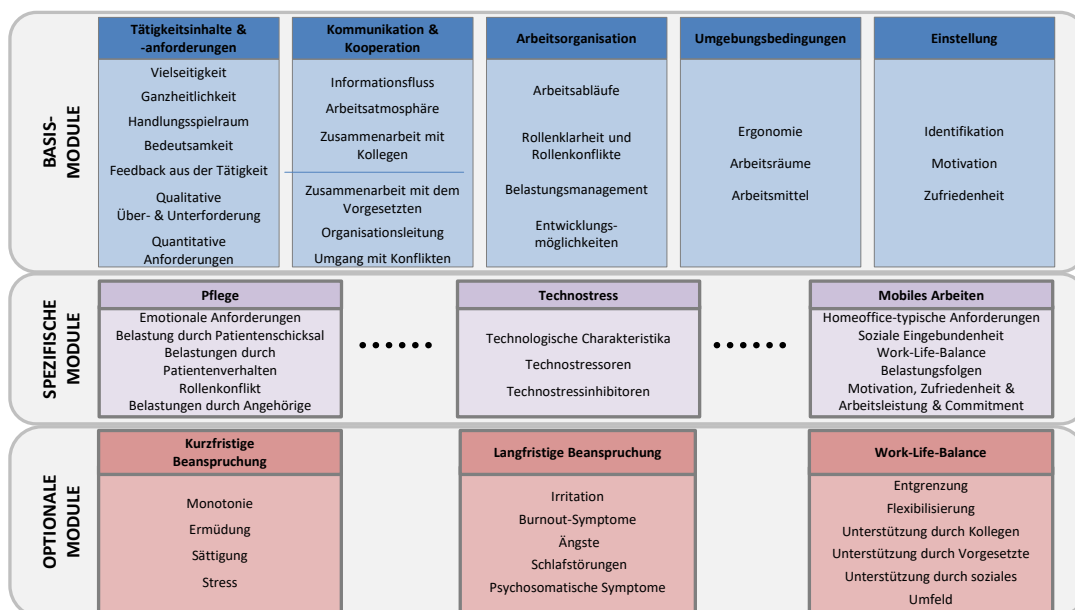 BASIS-
MODULE
Tätigkeitsinhalte &
-anforderungen
Vielseitigkeit
Ganzheitlichkeit
Handlungsspielraum
Bedeutsamkeit
Feedback aus der Tätigkeit
Qualitative
Über- & Unterforderung
Quantitative
Anforderungen
Kommunikation &
Kooperation
Informationsfluss
Arbeitsatmosphäre
Zusammenarbeit mit
Kollegen
Zusammenarbeit mit dem
Vorgesetzten
Organisationsleitung
Umgang mit Konflikten
Arbeitsorganisation
Arbeitsabläufe
Rollenklarheit und
Rollenkonflikte
Belastungsmanagement
Entwicklungs-
möglichkeiten
Umgebungsbedingungen
Ergonomie
Arbeitsräume
Arbeitsmittel
Einstellung
Identifikation
Motivation
Zufriedenheit
SPEZIFISCHE
MODULE
Pflege
Emotionale Anforderungen
Belastung durch Patientenschicksal
Belastungen durch
Patientenverhalten
Rollenkonflikt
Belastungen durch Angehörige
Technostress
Technologische Charakteristika
Technostressoren
Technostressinhibitoren
Mobiles Arbeiten
Homeoffice-typische Anforderungen
Soziale Eingebundenheit
Work-Life-Balance
Belastungsfolgen
Motivation, Zufriedenheit &
Arbeitsleistung & Commitment
OPTIONALE
MODULE
Kurzfristige
Beanspruchung
Monotonie
Ermüdung
Sättigung
Stress
Langfristige Beanspruchung
Irritation
Burnout-Symptome
Ängste
Schlafstörungen
Psychosomatische Symptome
Work-Life-Balance
Entgrenzung
Flexibilisierung
Unterstützung durch Kollegen
Unterstützung durch Vorgesetzte
Unterstützung durch soziales
Umfeld